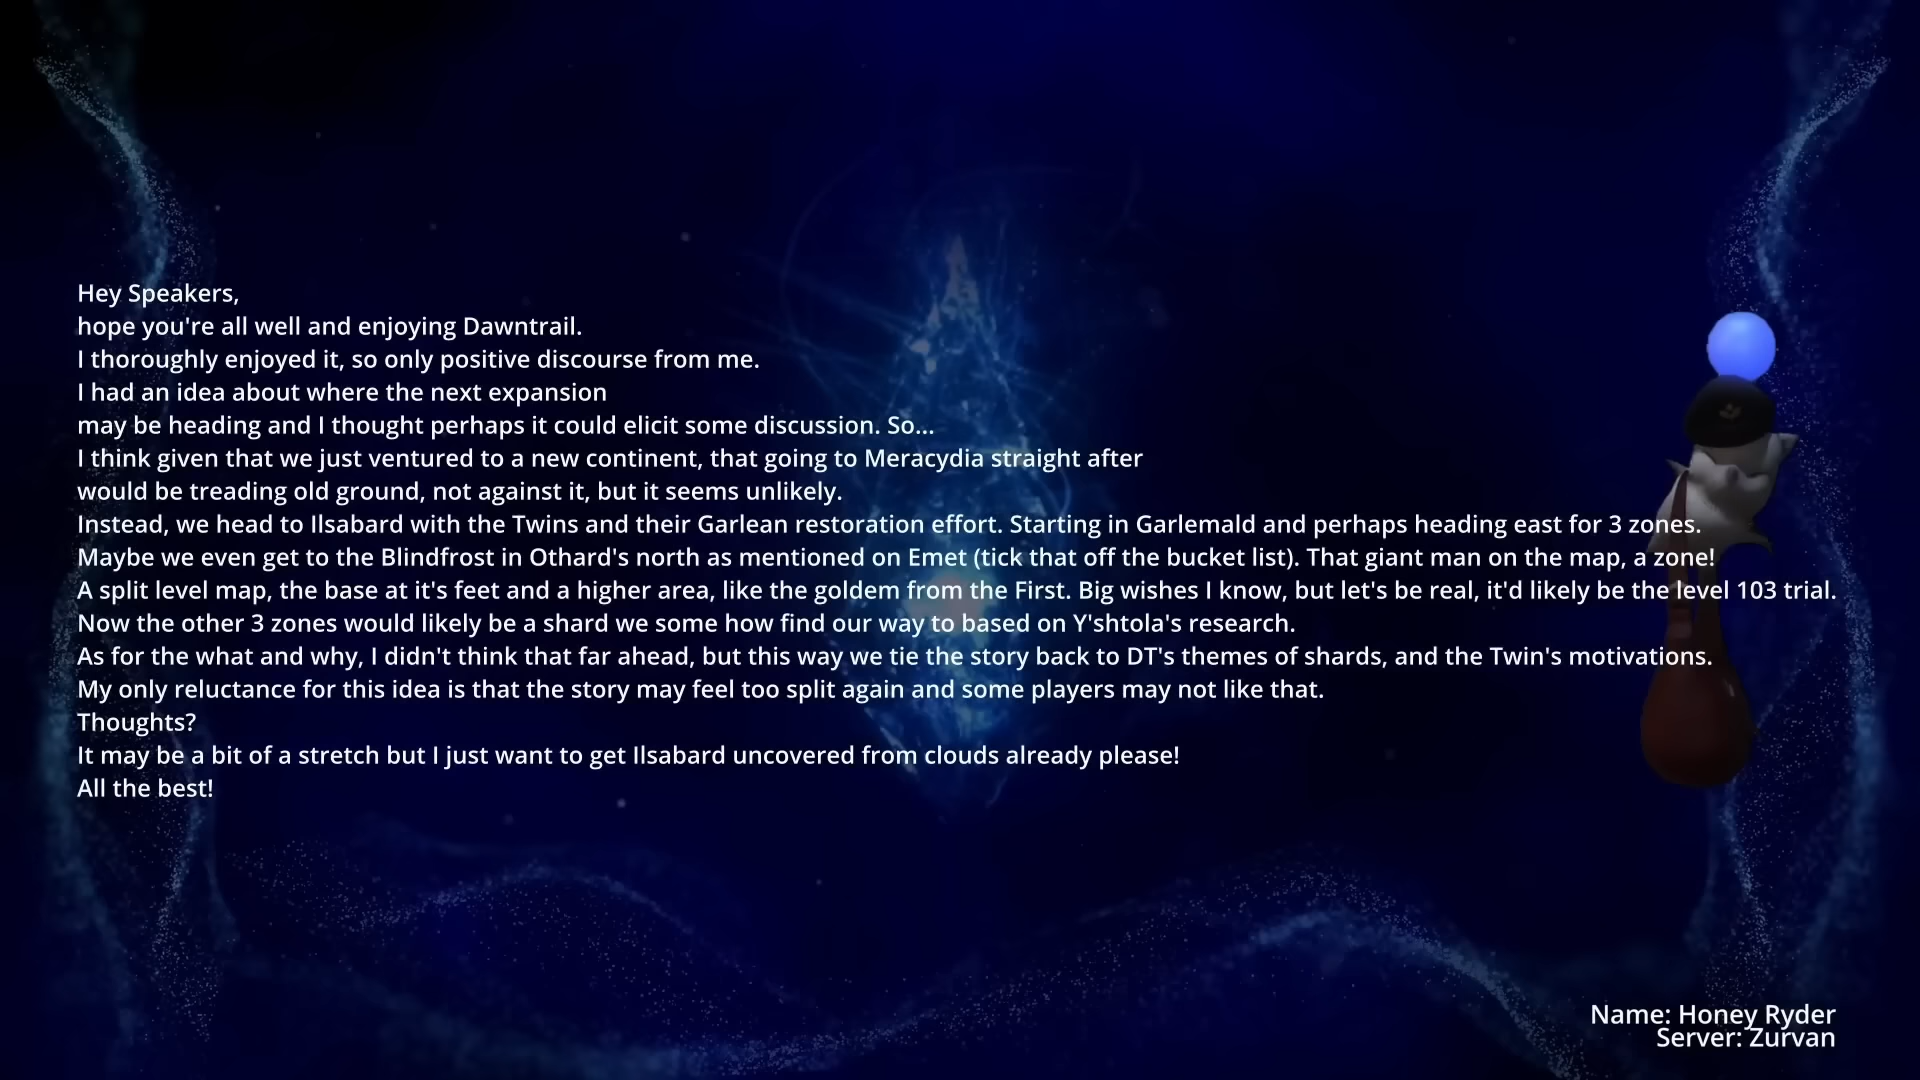 Hey Speakers,
hope you're all well and enjoying Dawntrail.
I thoroughly enjoyed it, so only positive discourse from me.
I had an idea about where the next expansion
may be heading and I thought perhaps it could elicit some discussion. So...
I think given that we just ventured to a new continent, that going to Meracydia straight after
would be treading old ground, not against it, but it seems unlikely.
Instead, we head to Ilsabard with the Twins and their Garlean restoration effort. Starting in Garlemald and perhaps heading east for 3 zones.
Maybe we even get to the Blindfrost in Othard's north as mentioned on Emet (tick that off the bucket list). That giant man on the map, a zone!
A split level map, the base at it's feet and a higher area, like the goldem from the First. Big wishes I know, but let's be real, it'd likely be the level 103 trial.
Now the other 3 zones would likely be a shard we some how find our way to based on Y'shtola's research.
As for the what and why, I didn't think that far ahead, but this way we tie the story back to DT's themes of shards, and the Twin's motivations.
My only reluctance for this idea is that the story may feel too split again and some players may not like that.
Thoughts?
It may be a bit of a stretch but I just want to get Ilsabard uncovered from clouds already please!
All the best!
Name: Honey Ryder
Server: Zurvan